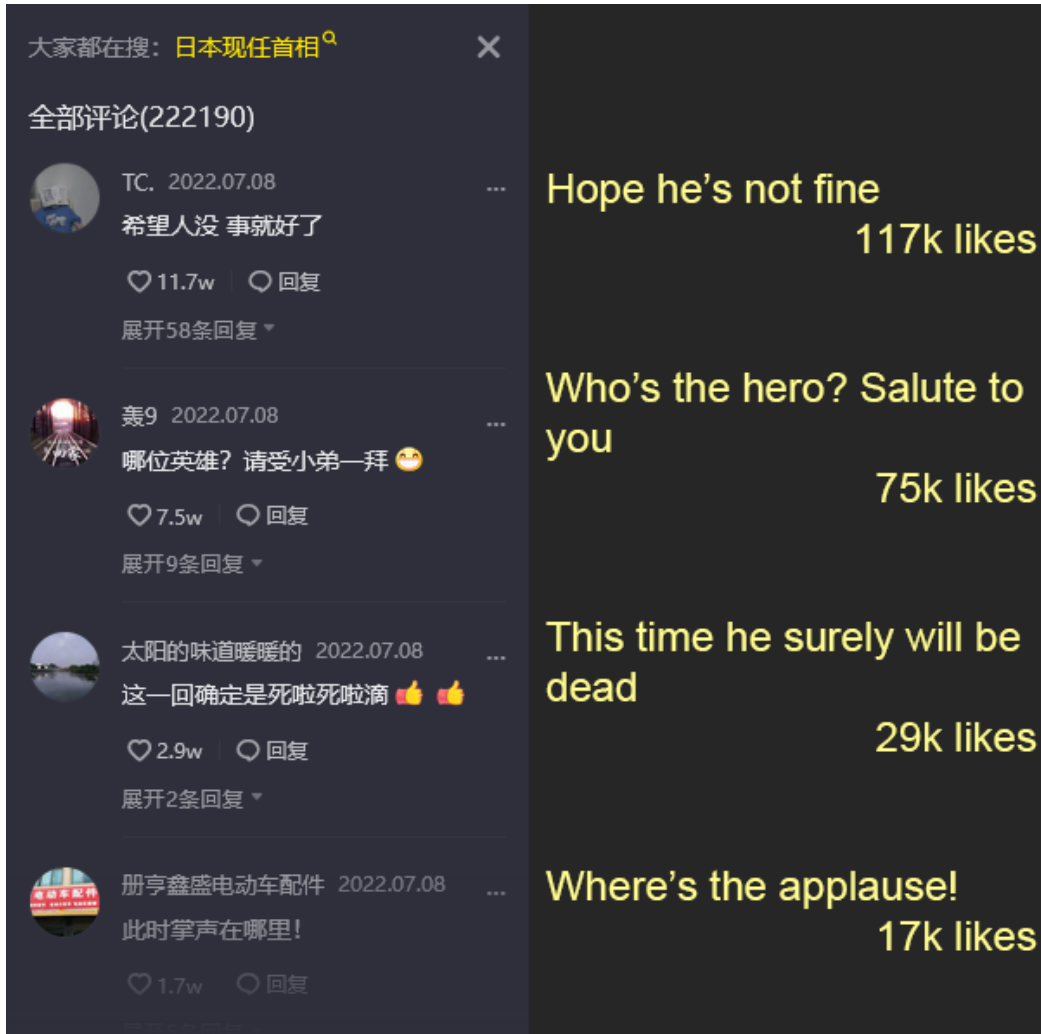 大家都在搜：日本现任首相
全部评论(222190)
TC. 2022.07.08
希望人没 事就好了
11.7w 回复
展开58条回复
Hope he’s not fine
117k likes
轰9 2022.07.08
哪位英雄？请受小弟一拜😁
7.5w 回复
展开9条回复
Who’s the hero? Salute to
you
75k likes
太阳的味道暖暖的 2022.07.08
这一回确定是死啦死啦滴👍 👍
2.9w 回复
展开2条回复
This time he surely will be
dead
29k likes
电动车配件
册亨鑫盛电动车配件 2022.07.08
此时掌声在哪里！
1.7w 回复
Where’s the applause!
17k likes